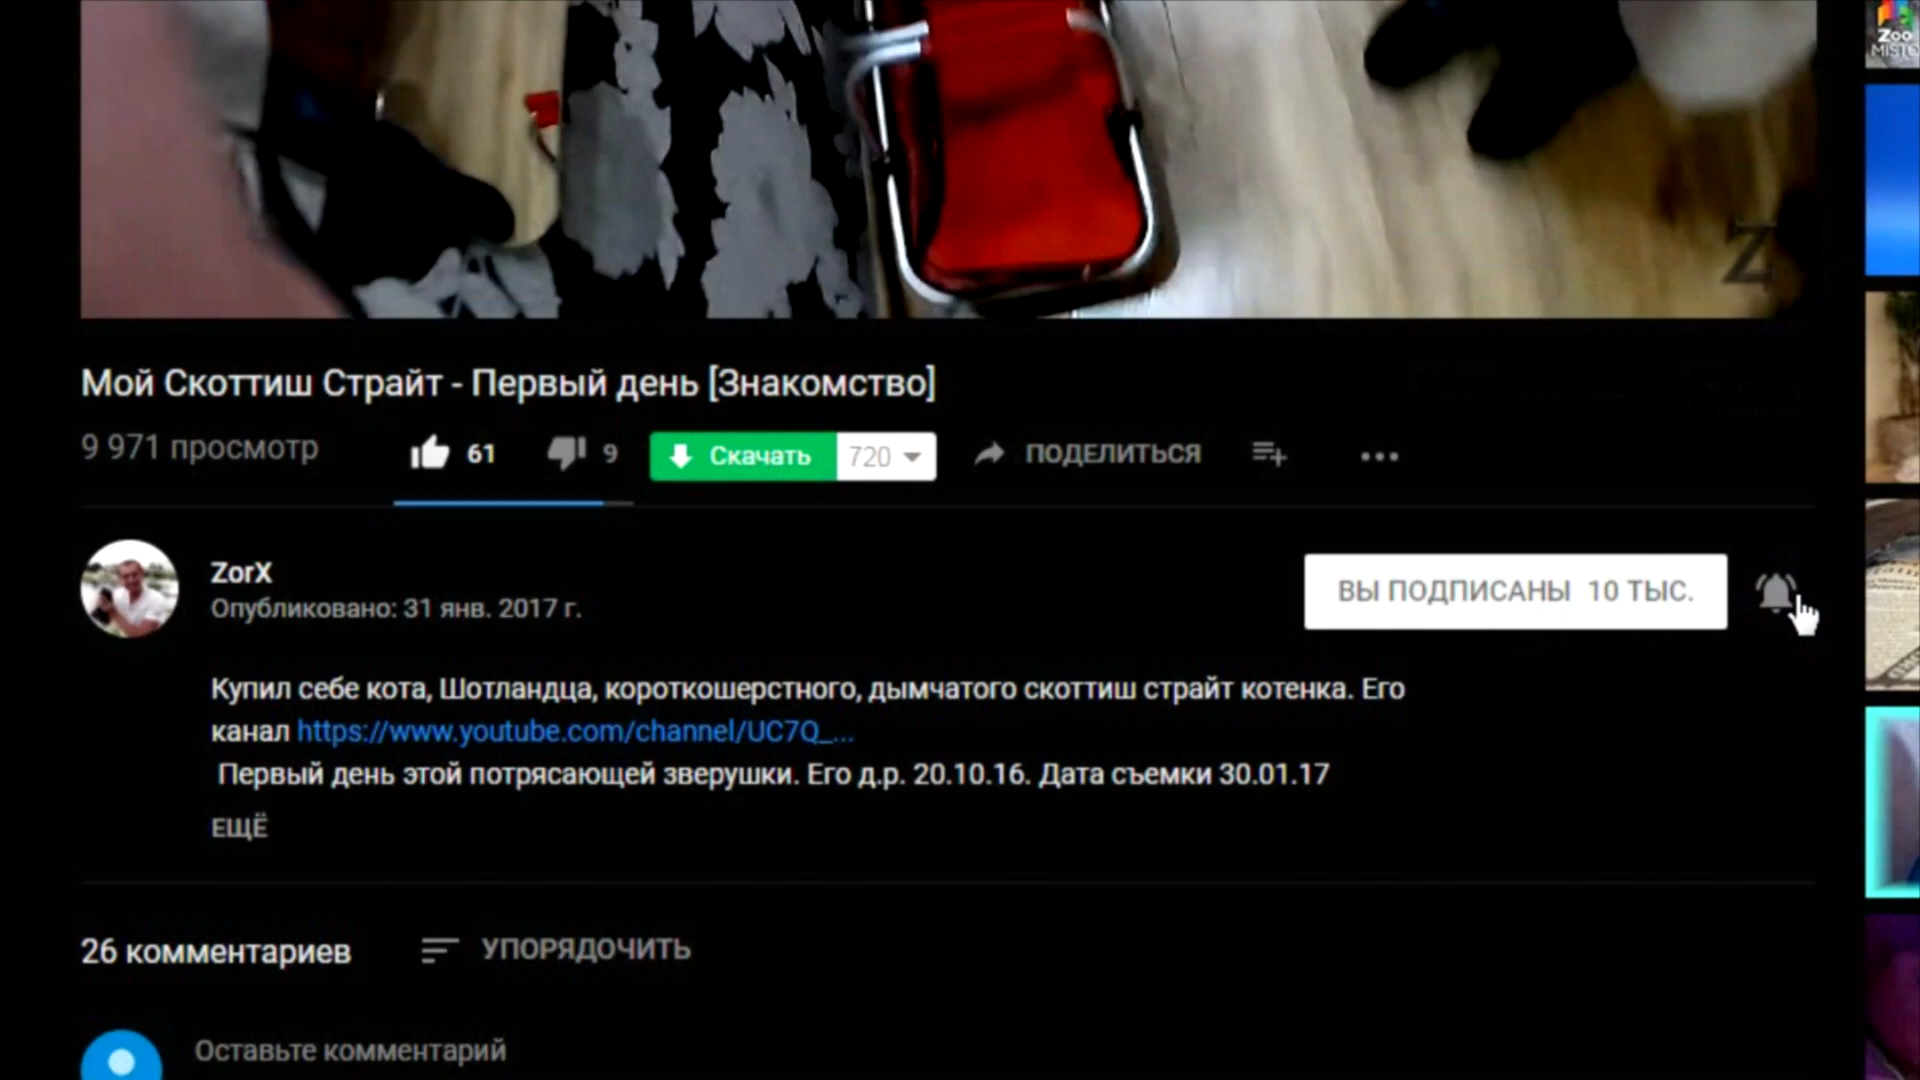 Zoo
Z
Мой Скоттиш Страйт - Первый день [Знакомство]
9 971 просмотр
61
9
Скачать
720
ПОДЕЛИТЬСЯ
ZorX
Опубликовано: 31 янв. 2017 г.
ВЫ ПОДПИСАНЫ 10 ТЫС.
Купил себе кота, Шотландца, короткошерстного, дымчатого скоттиш страйт котенка. Его
канал https://www.youtube.com/channel/UC7Q_...
Первый день этой потрясающей зверушки. Его д.р. 20.10.16. Дата съемки 30.01.17
ЕЩЁ
26 комментариев
УПОРЯДОЧИТЬ
Оставьте комментарий